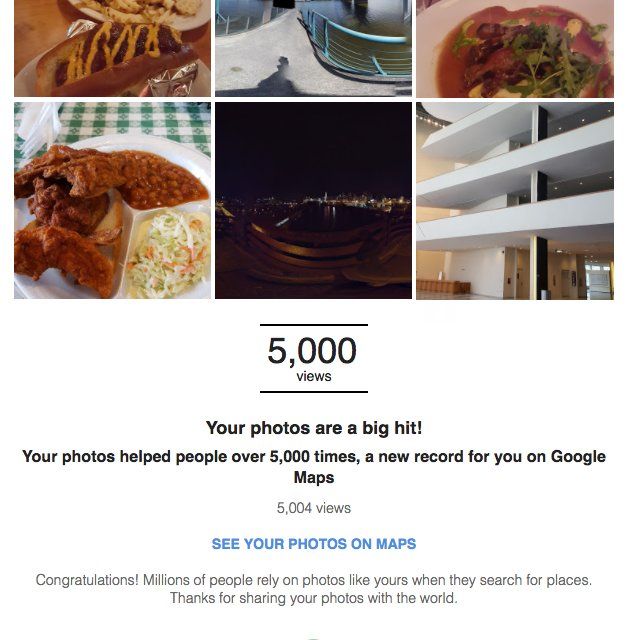 5,000
views
Your photos are a big hit!
Your photos helped people over 5,000 times, a new record for you on Google
Maps
5,004 views
SEE YOUR PHOTOS ON MAPS
Congratulations! Millions of people rely on photos like yours when they search for places.
Thanks for sharing your photos with the world.